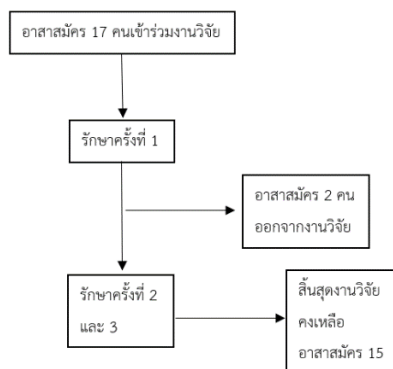 อาสาสมัคร 17 คนเข้าร่วมงานวิจัย
รักษาครั้งที่ 1
อาสาสมัคร 2 คน
ออกจากงานวิจัย
รักษาครั้งที่ 2
และ 3
สิ้นสุดงานวิจัย
คงเหลือ
อาสาสมัคร 15